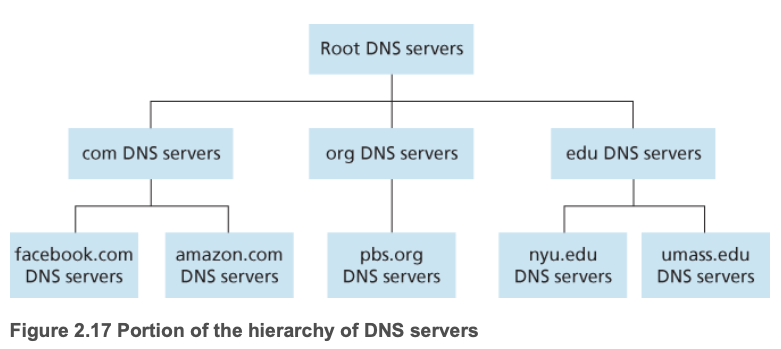 Root DNS servers
com DNS servers
org DNS servers
edu DNS servers
facebook.com
DNS servers
amazon.com
DNS servers
pbs.org
DNS servers
nyu.edu
DNS servers
umass.edu
DNS servers
Figure 2.17 Portion of the hierarchy of DNS servers